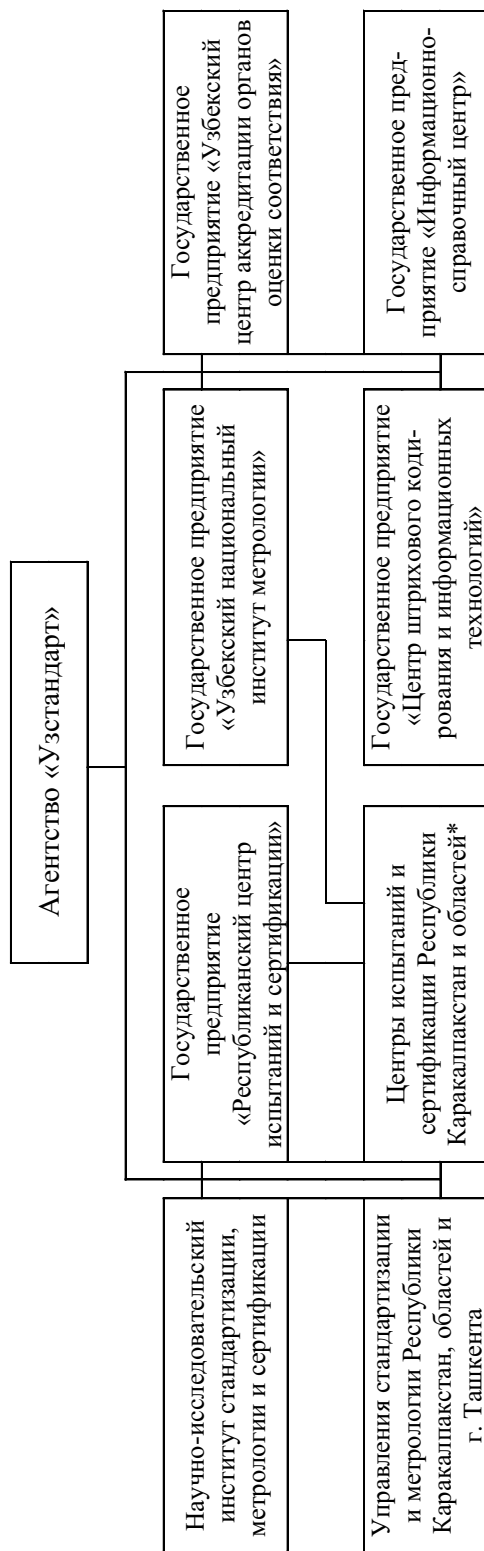 Агентство «Узстандарт»
Научно-исследовательский
институт стандартизации,
метрологии и сертификации
Государственное
предприятие
«Республиканский центр
испытаний и сертификации»
Государственное предприятие
«Узбекский национальный
институт метрологии»
Государственное
предприятие «Узбекский
центр аккредитации органов
оценки соответствия»
Управления стандартизации
и метрологии Республики
Каракалпакстан, областей и
г. Ташкента
Центры испытаний и
сертификации Республики
Каракалпакстан и областей*
Государственное предприятие
«Центр штрихового коди-
рования и информационных
технологий»
Государственное пред-
приятие «Информационно-
справочный центр»